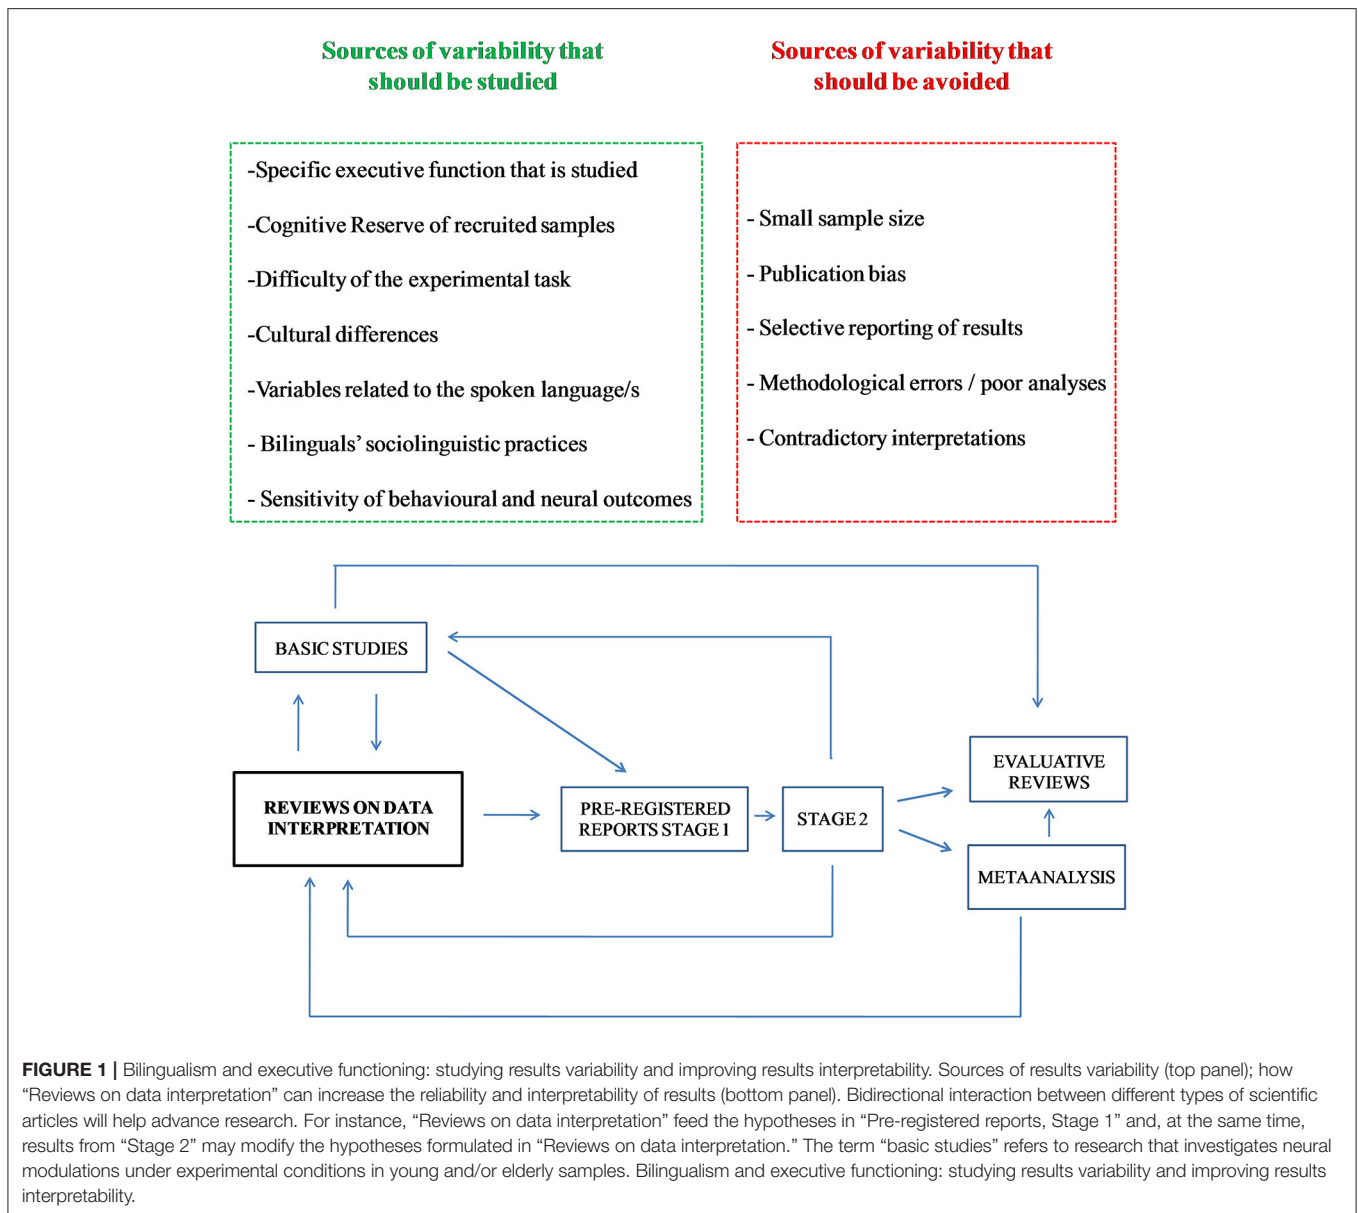 Sources of variability that
should be studied
Sources of variability that
should be avoided
-Specific executive function that is studied
-Cognitive Reserve of recruited samples
-Difficulty of the experimental task
-Cultural differences
-Variables related to the spoken language/s
- Bilinguals’ sociolinguistic practices
- Sensitivity of behavioural and neural outcomes
- Small sample size
- Publication bias
- Selective reporting of results
- Methodological errors / poor analyses
- Contradictory interpretations
BASIC STUDIES
REVIEWS ON DATA
INTERPRETATION
PRE-REGISTERED
REPORTS STAGE 1
STAGE 2
EVALUATIVE
REVIEWS
METAANALYSIS
FIGURE 1 | Bilingualism and executive functioning: studying results variability and improving results interpretability. Sources of results variability (top panel); how
“Reviews on data interpretation” can increase the reliability and interpretability of results (bottom panel). Bidirectional interaction between different types of scientific
articles will help advance research. For instance, “Reviews on data interpretation” feed the hypotheses in “Pre-registered reports, Stage 1” and, at the same time,
results from “Stage 2” may modify the hypotheses formulated in “Reviews on data interpretation.” The term “basic studies” refers to research that investigates neural
modulations under experimental conditions in young and/or elderly samples. Bilingualism and executive functioning: studying results variability and improving results
interpretability.